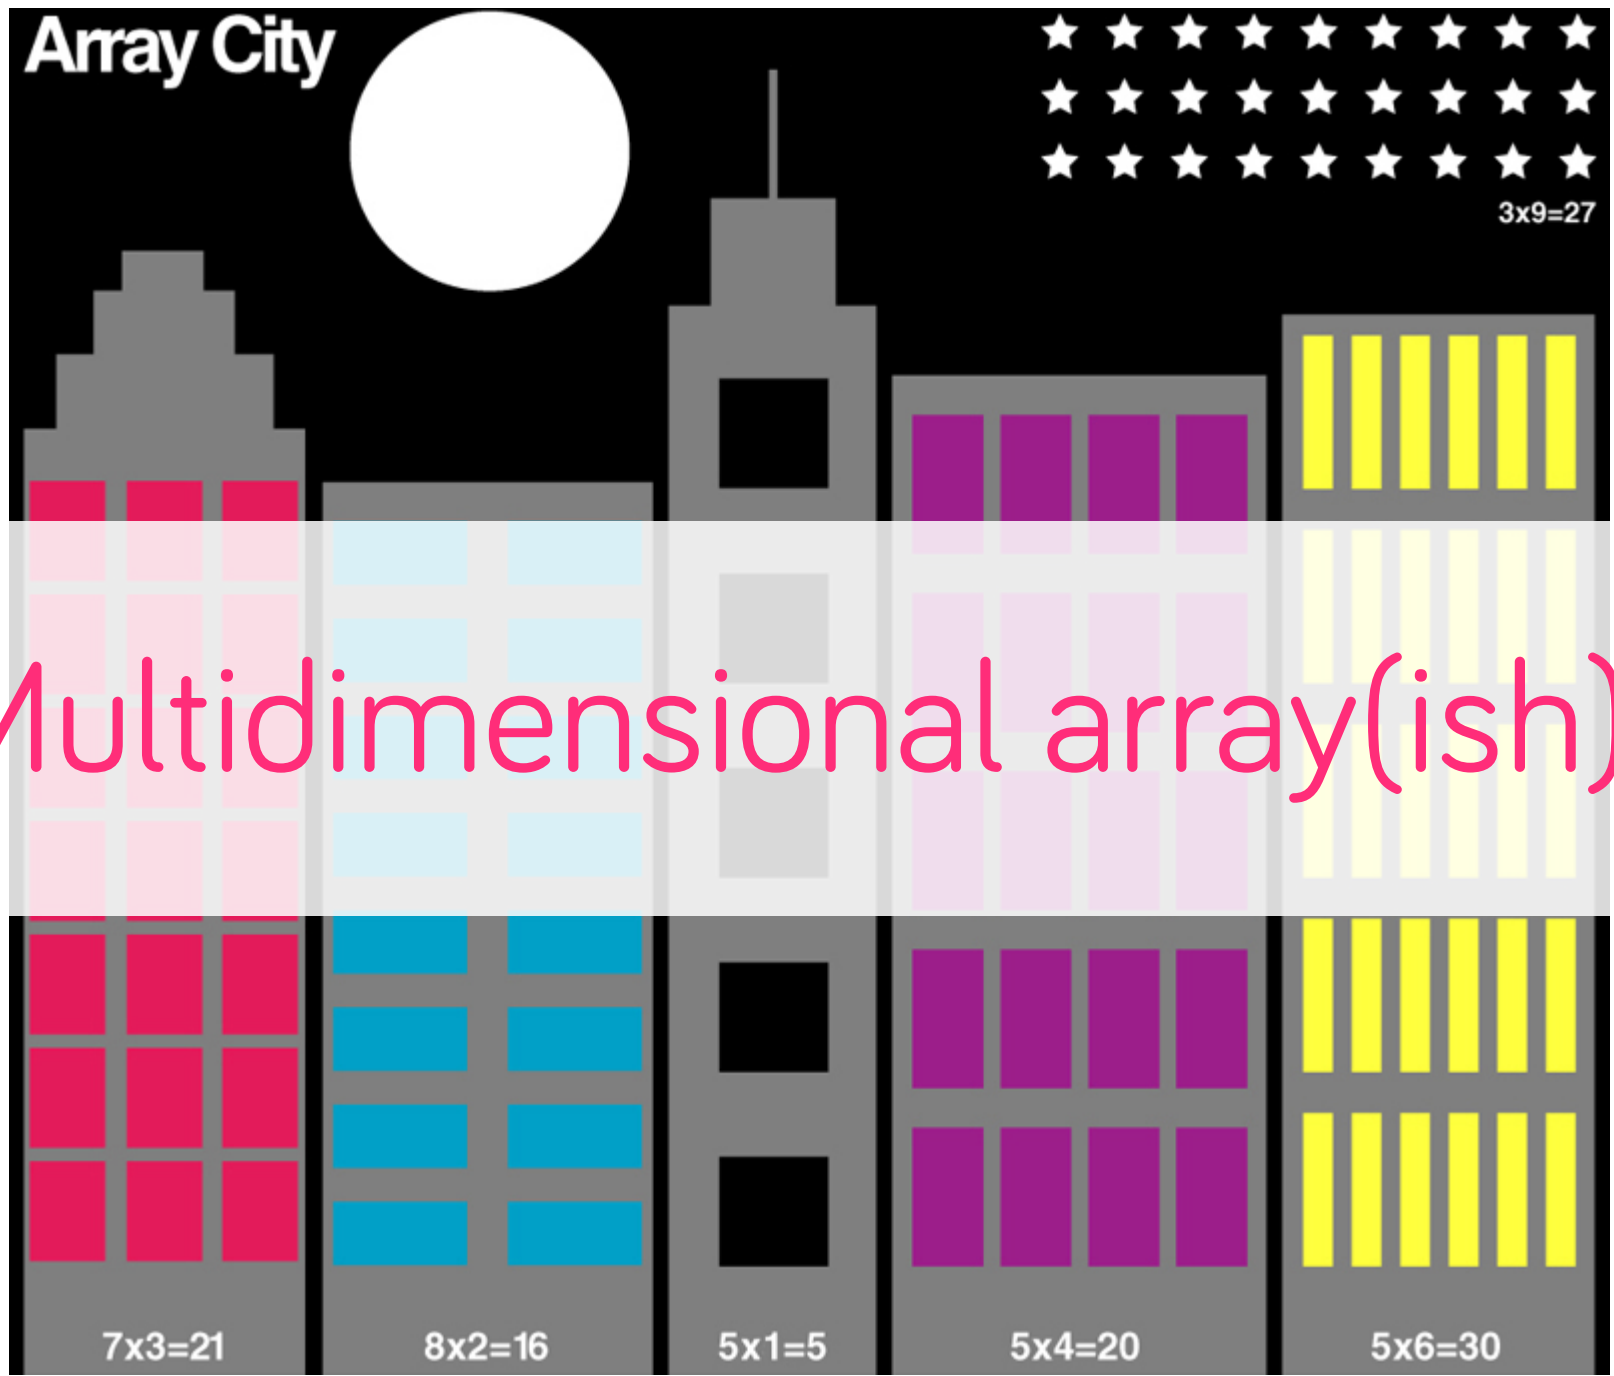 Array City
3x9=27
Multidimensional array(ish)
7x3=21
8x2=16
5x1=5
5x4=20
5x6=30